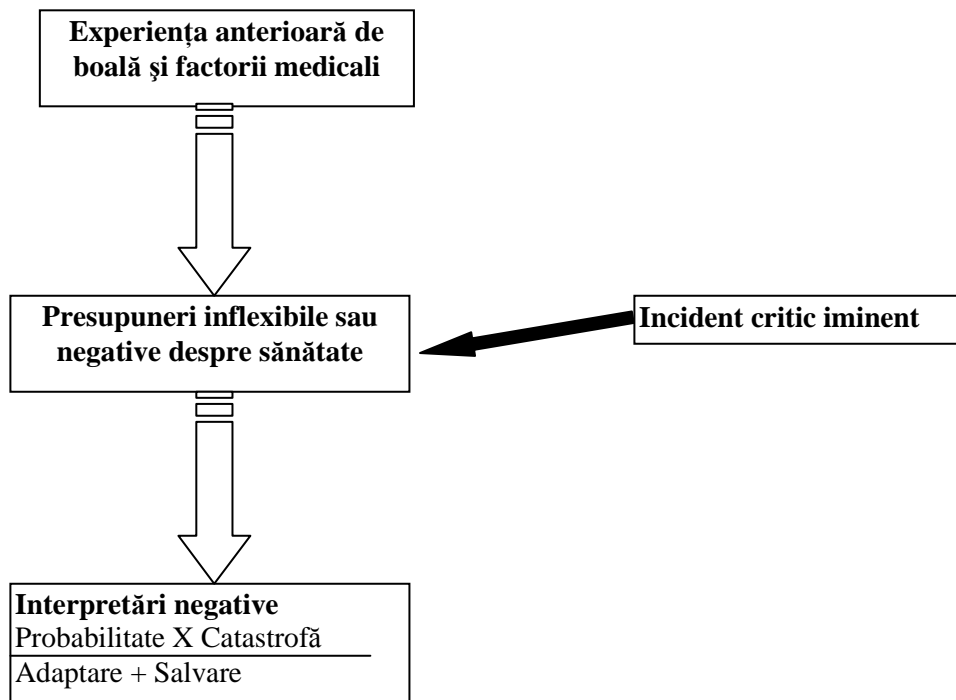 Experiența anterioară de
boală şi factorii medicali
Presupuneri inflexibile sau
negative despre sănătate
Incident critic iminent
Interpretări negative
Probabilitate X Catastrofă
Adaptare + Salvare